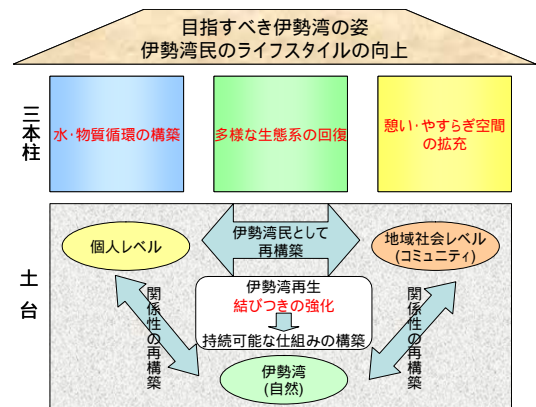 目指すべき伊勢湾の姿
伊勢湾民のライフスタイルの向上
三本柱
水・物質循環の構築
多様な生態系の回復
憩い・やすらぎ空間
の拡充
土台
個人レベル
伊勢湾民として
再構築
地域社会レベル
(コミュニティ)
関係性の再構築
伊勢湾再生
結びつきの強化
持続可能な仕組みの構築
関係性の再構築
伊勢湾
(自然)